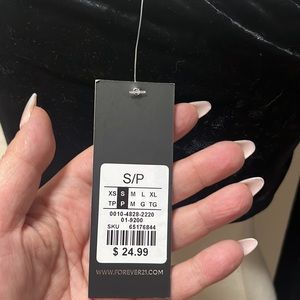 S/P
XS S M L XL
TP P M G TG
0010-4828-2220
01-9200
SKU 65176844
$ 24.99
WWW.FOREVER21.COM